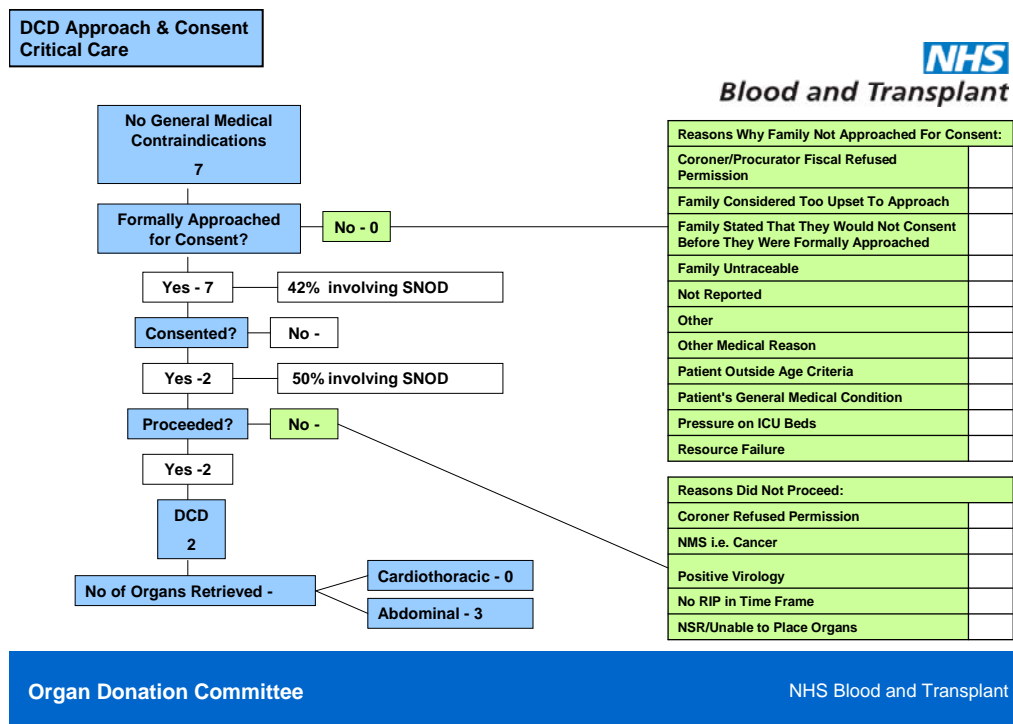 DCD Approach & Consent
Critical Care
NHS
Blood and Transplant
No General Medical
Contraindications
7
Formally Approached
for Consent?
No - 0
Yes - 7
42% involving SNOD
Consented?
No -
Yes -2
50% involving SNOD
Proceeded?
No -
Yes -2
DCD
2
No of Organs Retrieved -
Cardiothoracic - 0
Abdominal - 3
Reasons Why Family Not Approached For Consent:
Coroner/Procurator Fiscal Refused
Permission
Family Considered Too Upset To Approach
Family Stated That They Would Not Consent
Before They Were Formally Approached
Family Untraceable
Not Reported
Other
Other Medical Reason
Patient Outside Age Criteria
Patient's General Medical Condition
Pressure on ICU Beds
Resource Failure
Reasons Did Not Proceed:
Coroner Refused Permission
NMS i.e. Cancer
Positive Virology
No RIP in Time Frame
NSR/Unable to Place Organs
Organ Donation Committee
NHS Blood and Transplant